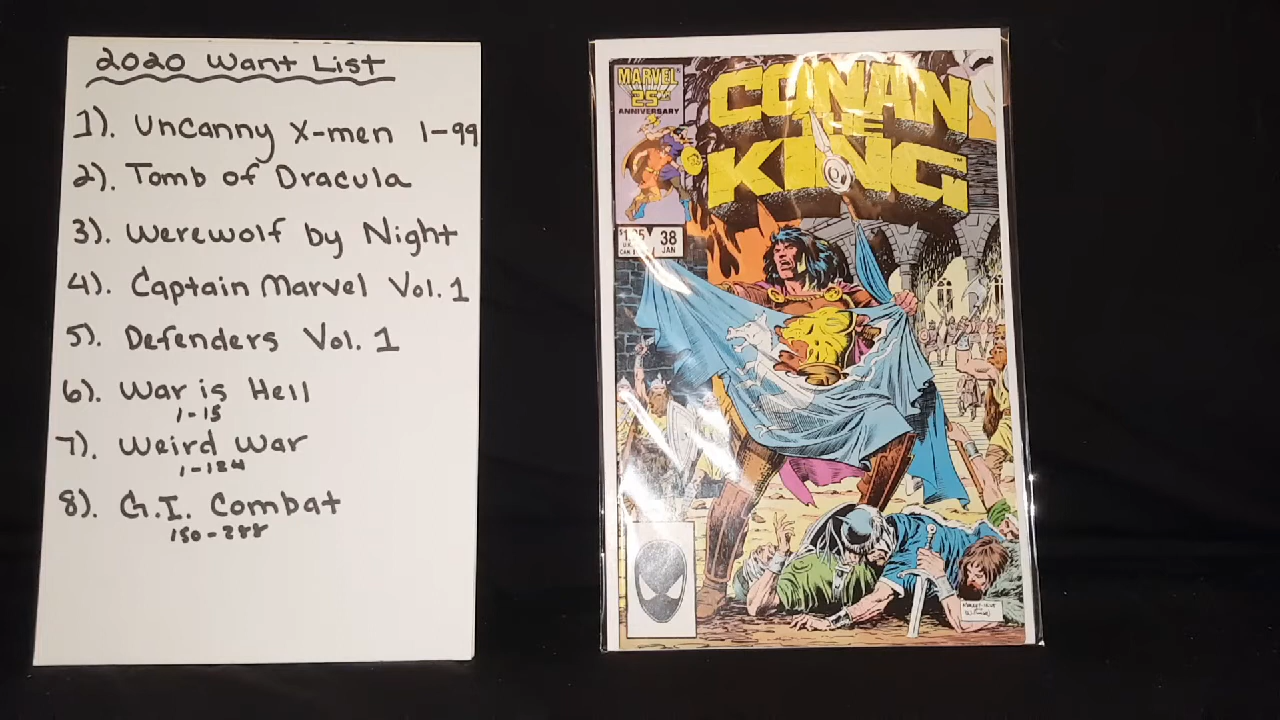 2020 Want List
1). Uncanny X-men 1-99
2). Tomb of Dracula
3). Werewolf by Night
4). Captain Marvel Vol. 1
5). Defenders Vol. 1
6). War is Hell
1-15
7). Weird War
1-124
8). G.I. Combat
150-288
MARVEL
25TH
ANNIVERSARY
CONAN
THE
KING
TM
38
JAN